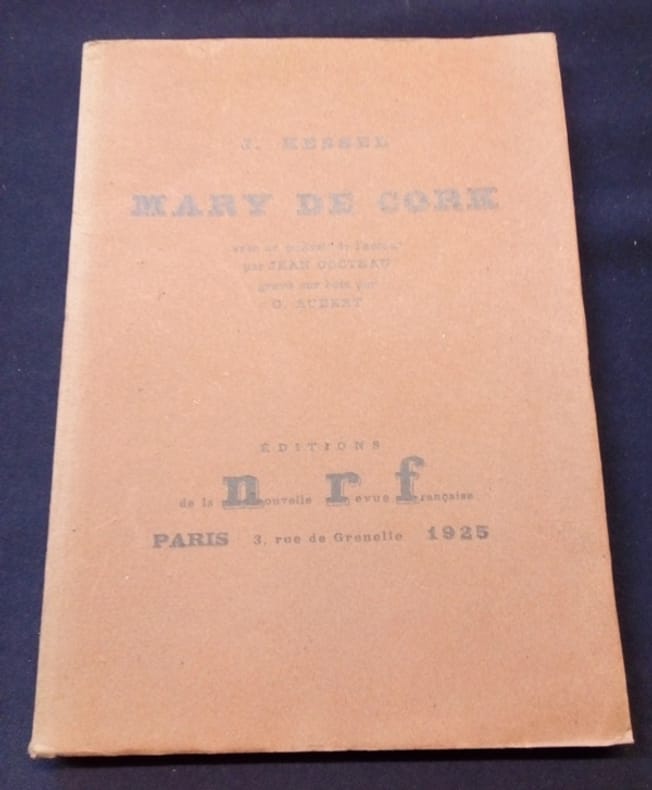 J. KESSEL
MARY DE CORK
avec un portrait de l'auteur
par JEAN COCTEAU
gravé sur bois par
G. AUBERT
ÉDITIONS
de la nouvelle revue française
PARIS 3, rue de Grenelle 1925